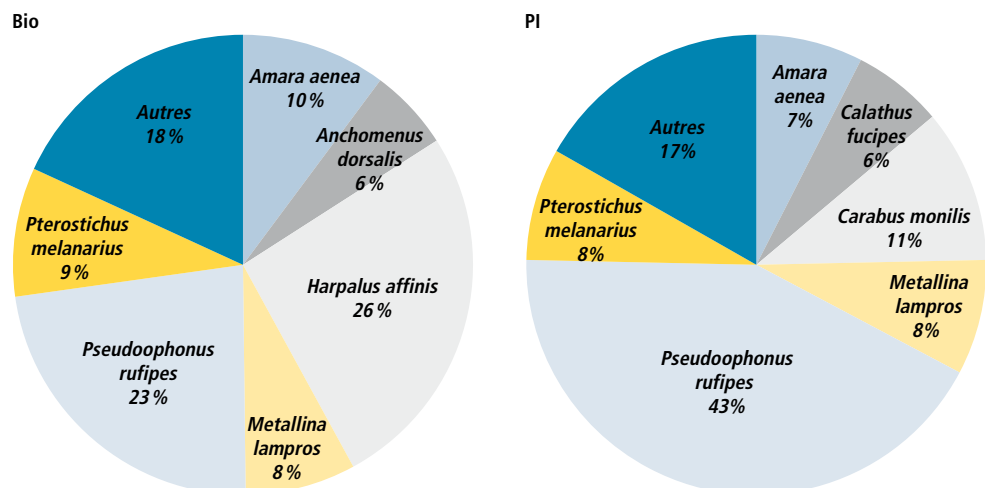 Bio
Amara aenea
10 %
Anchomenus
dorsalis
6 %
Harpalus affinis
26 %
Metallina
lampros
8 %
Pseudoophonus
rufipes
23 %
Pterostichus
melanarius
9 %
Autres
18 %
PI
Amara
aenea
7%
Calathus
fucipes
6%
Carabus monilis
11%
Metallina
lampros
8%
Pseudoophonus
rufipes
43%
Pterostichus
melanarius
8%
Autres
17%